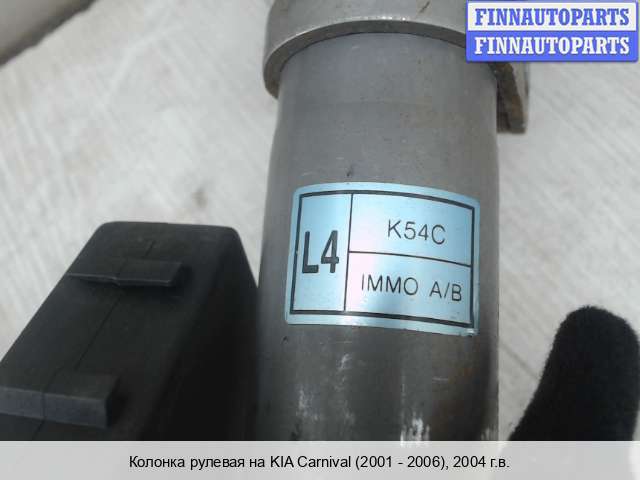 FINNAUTOPARTS
FINNAUTOPARTS
L4
K54C
IMMO A/B
Колонка рулевая на KIA Carnival (2001 - 2006), 2004 г.в.